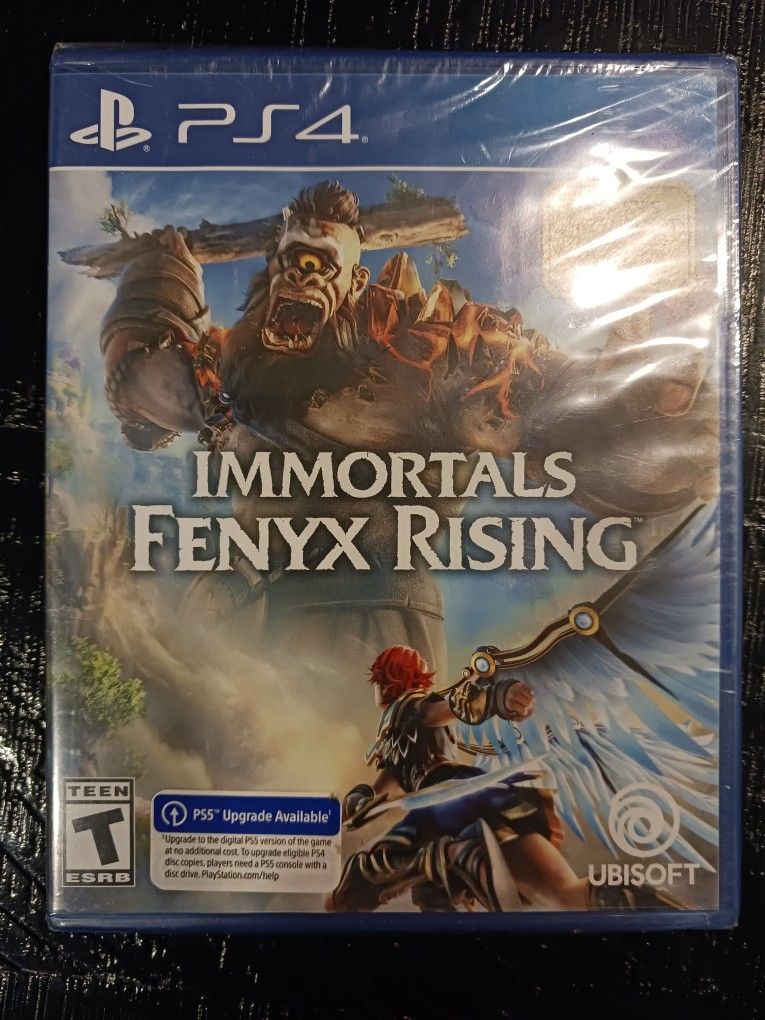 PS4
IMMORTALS
FENYX RISING™
TEEN
T
ESRB
PS5™ Upgrade Available¹
¹Upgrade to the digital PS5 version of the game
at no additional cost. To upgrade eligible PS4
disc copies, players need a PS5 console with a
disc drive. PlayStation.com/help
UBISOFT